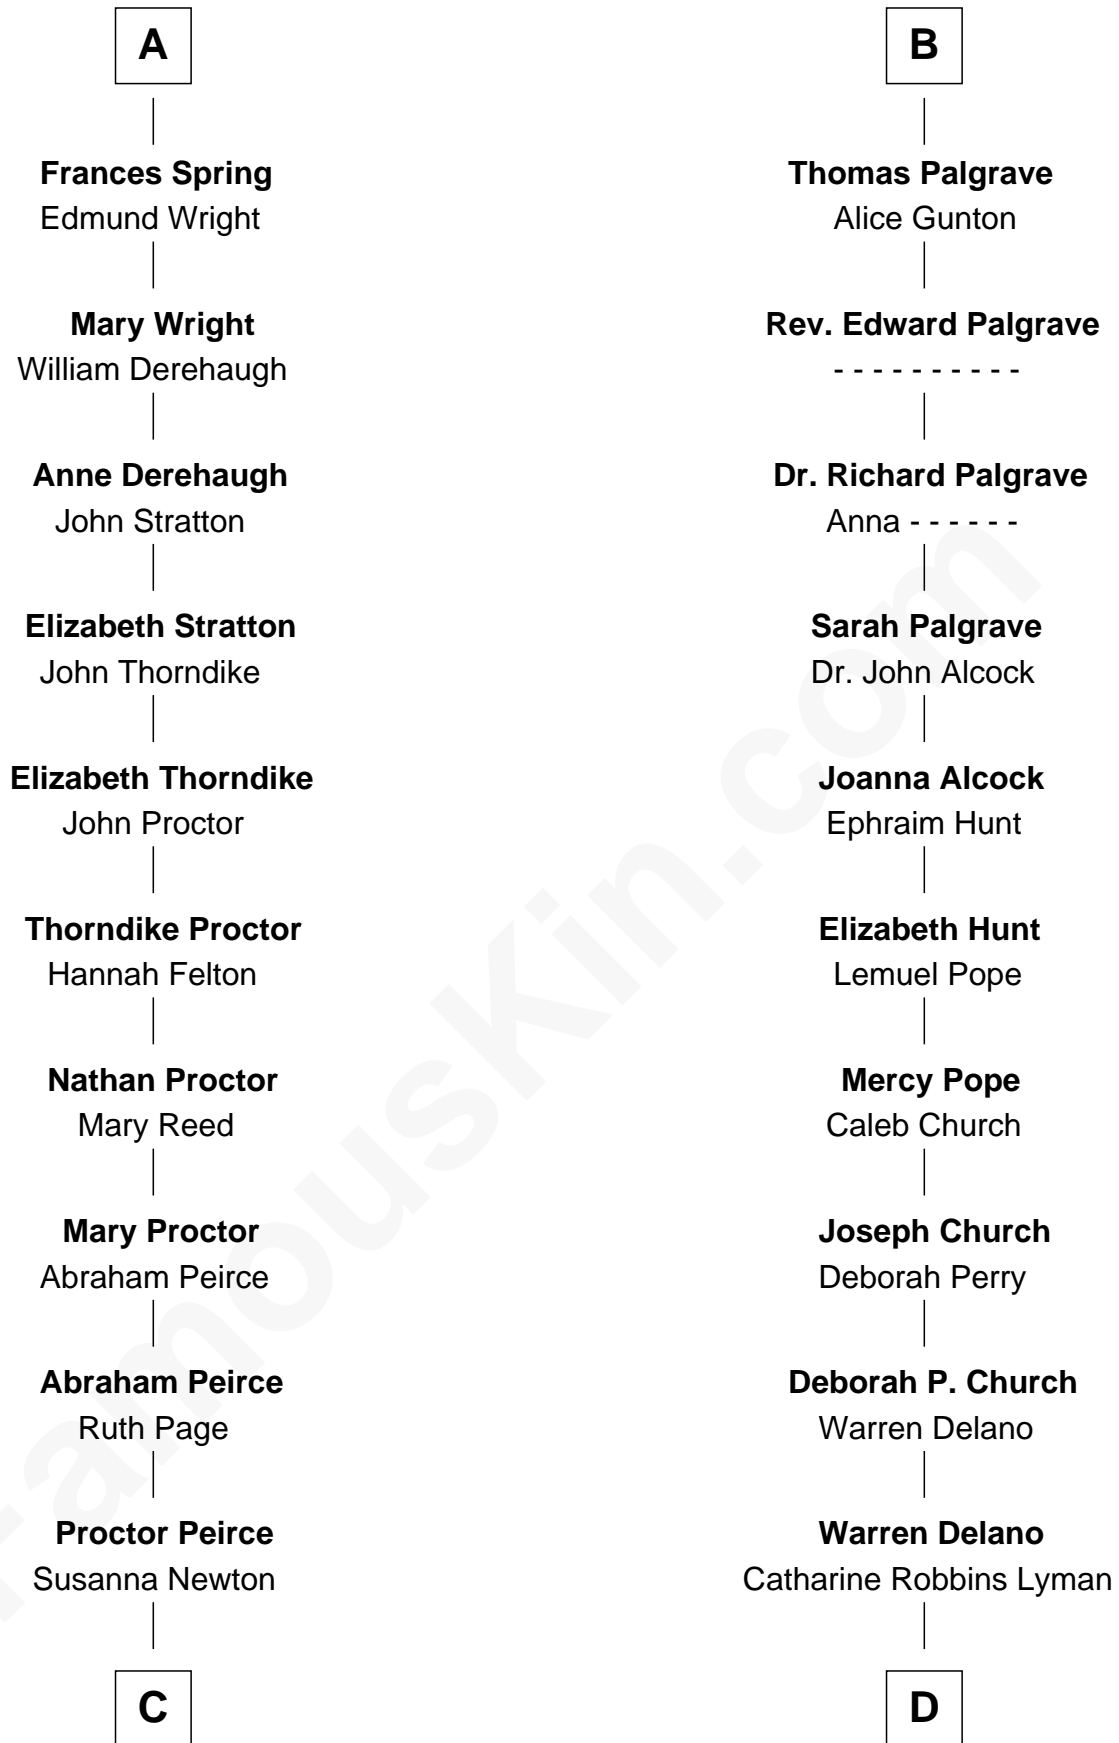 A
Frances Spring
Edmund Wright
Mary Wright
William Derehaugh
Anne Derehaugh
John Stratton
Elizabeth Stratton
John Thorndike
Elizabeth Thorndike
John Proctor
Thorndike Proctor
Hannah Felton
Nathan Proctor
Mary Reed
Mary Proctor
Abraham Peirce
Abraham Peirce
Ruth Page
Proctor Peirce
Susanna Newton
C
B
Thomas Palgrave
Alice Gunton
Rev. Edward Palgrave
- - - - - - - - - -
Dr. Richard Palgrave
Anna - - - - - -
Sarah Palgrave
Dr. John Alcock
Joanna Alcock
Ephraim Hunt
Elizabeth Hunt
Lemuel Pope
Mercy Pope
Caleb Church
Joseph Church
Deborah Perry
Deborah P. Church
Warren Delano
Warren Delano
Catharine Robbins Lyman
D
FamousKin.com